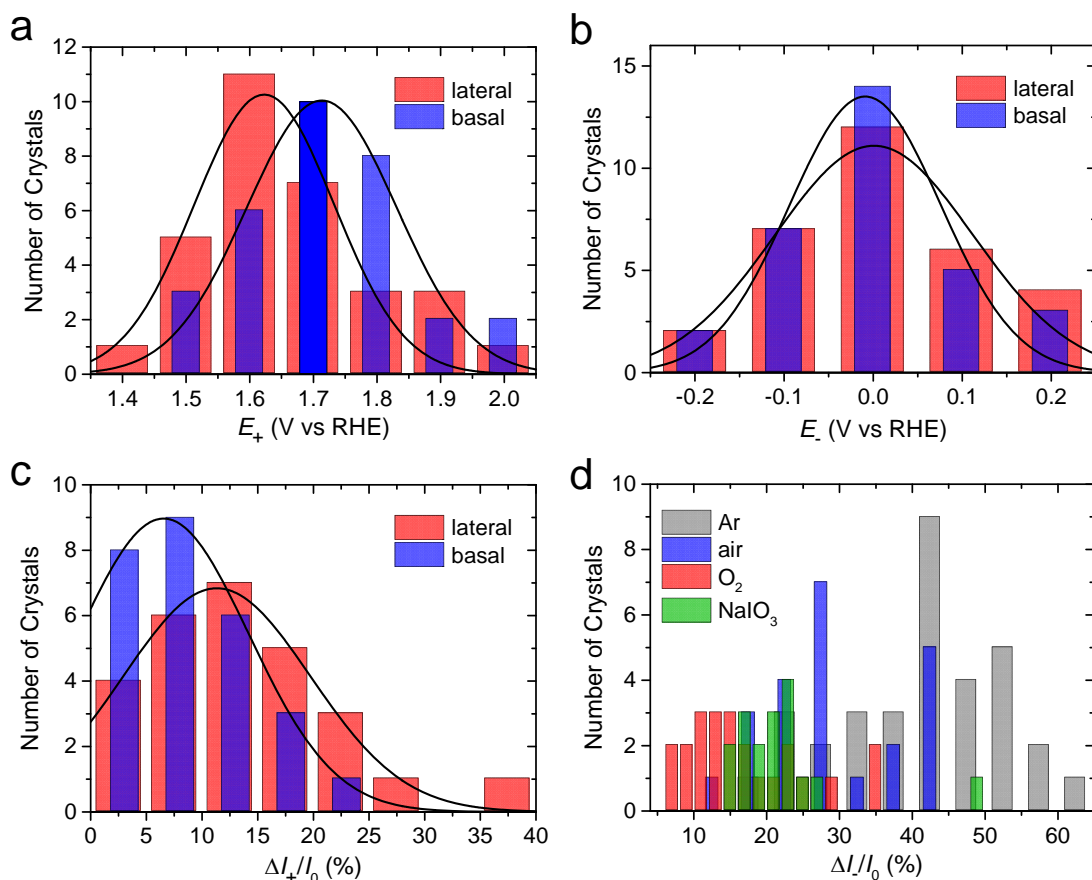 a
12
10
8
6
4
2
0
Number of Crystals
lateral
basal
1.4 1.5 1.6 1.7 1.8 1.9 2.0
E+ (V vs RHE)
b
15
10
5
0
Number of Crystals
lateral
basal
-0.2 -0.1 0.0 0.1 0.2
E- (V vs RHE)
c
10
8
6
4
2
0
Number of Crystals
lateral
basal
0 5 10 15 20 25 30 35 40
ΔI+/I0 (%)
d
10
8
6
4
2
0
Number of Crystals
Ar
air
O2
NaIO3
10 20 30 40 50 60
ΔI-/I0 (%)